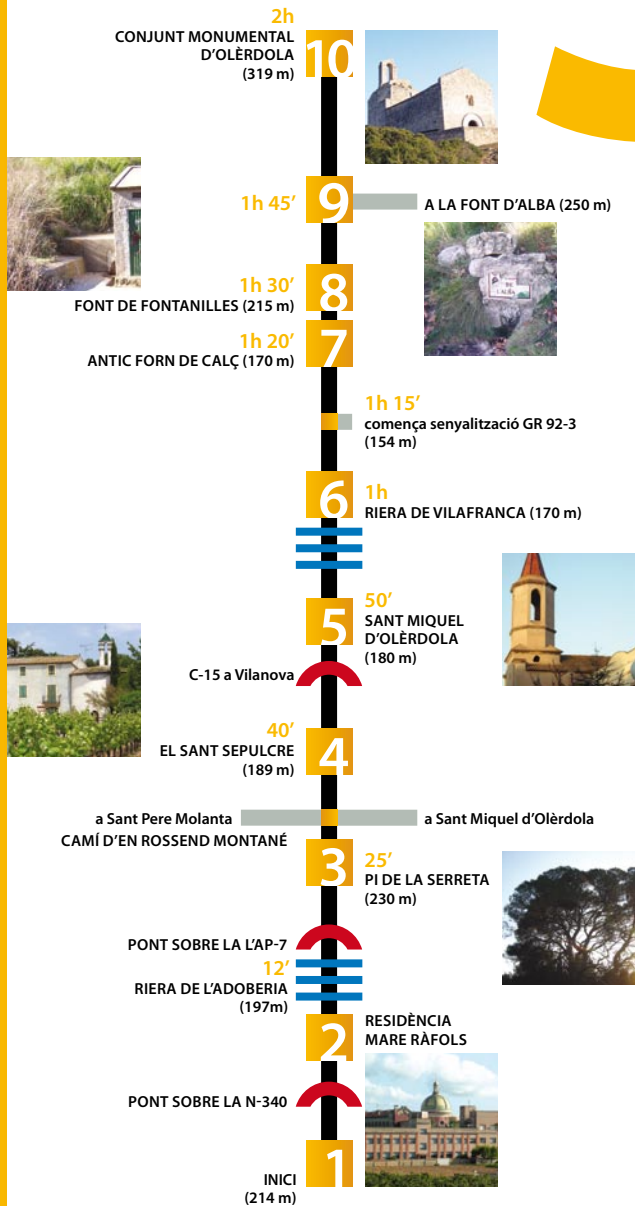 2h
CONJUNT MONUMENTAL
D'OLÈRDOLA
(319 m)
10
1h 45'
9
A LA FONT D'ALBA (250 m)
1h 30'
FONT DE FONTANILLES (215 m)
8
1h 20'
ANTIC FORN DE CALÇ (170 m)
7
1h 15'
comença senyalització GR 92-3
(154 m)
6
1h
RIERA DE VILAFRANCA (170 m)
5
50'
SANT MIQUEL
D'OLÈRDOLA
(180 m)
C-15 a Vilanova
40'
EL SANT SEPULCRE
(189 m)
4
a Sant Pere Molanta
a Sant Miquel d'Olèrdola
CAMÍ D'EN ROSSEND MONTANÉ
3
25'
PI DE LA SERRETA
(230 m)
PONT SOBRE LA L'AP-7
12'
RIERA DE L'ADOBERIA
(197m)
2
RESIDÈNCIA
MARE RÀFOLS
PONT SOBRE LA N-340
1
INICI
(214 m)